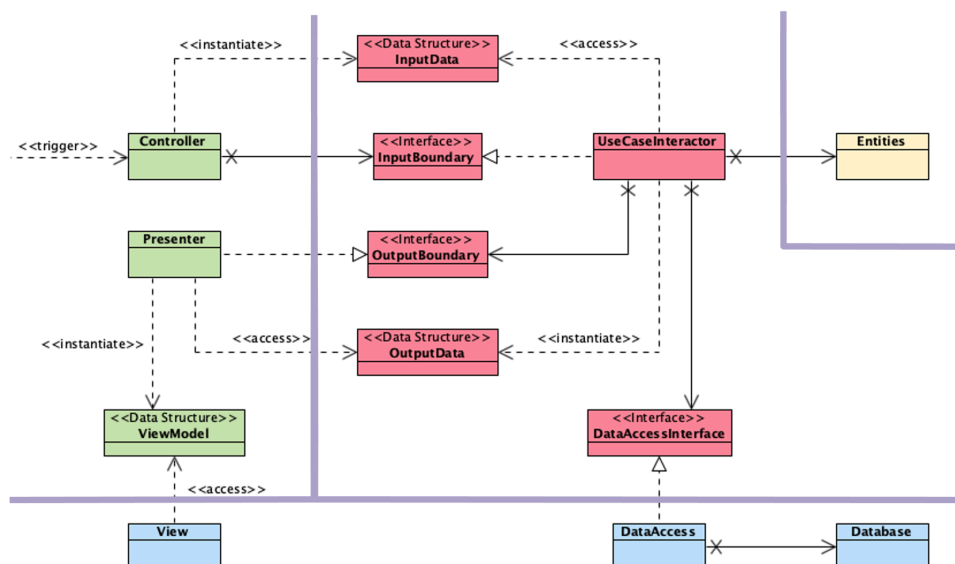 <<instantiate>>
<<Data Structure>>
InputData
<<access>>
<<trigger>>
Controller
<<Interface>>
InputBoundary
UseCaseInteractor
Entities
Presenter
<<Interface>>
OutputBoundary
<<instantiate>>
<<access>>
<<Data Structure>>
OutputData
<<instantiate>>
<<Data Structure>>
ViewModel
<<Interface>>
DataAccessInterface
<<access>>
View
DataAccess
Database